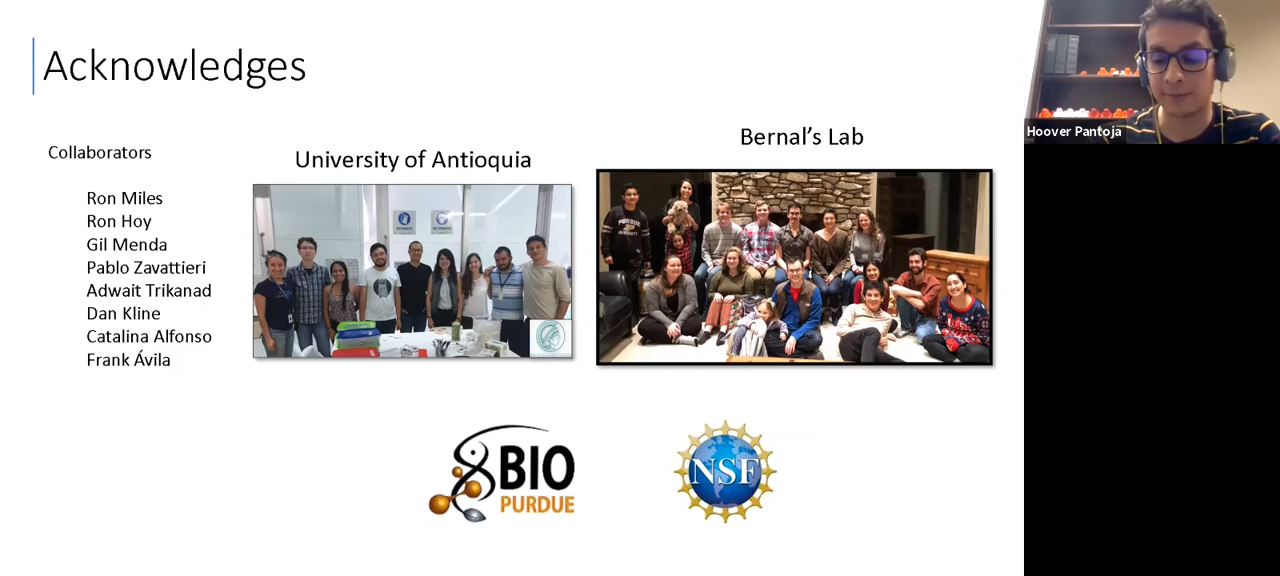 Acknowledges
Collaborators
Ron Miles
Ron Hoy
Gil Menda
Pablo Zavattieri
Adwait Trikanad
Dan Kline
Catalina Alfonso
Frank Ávila
University of Antioquia
Bernal's Lab
PURDUE
BIO
PURDUE
NSF
Hoover Pantoja